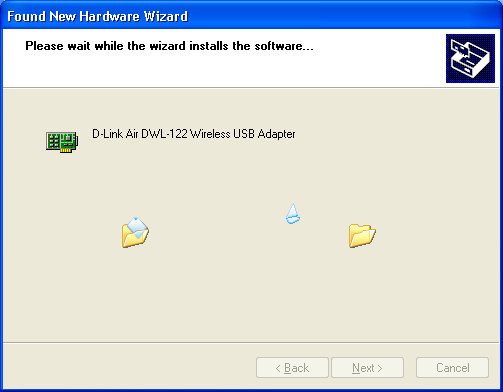 Found New Hardware Wizard
Please wait while the wizard installs the software...
D-Link Air DWL-122 Wireless USB Adapter
< Back Next > Cancel